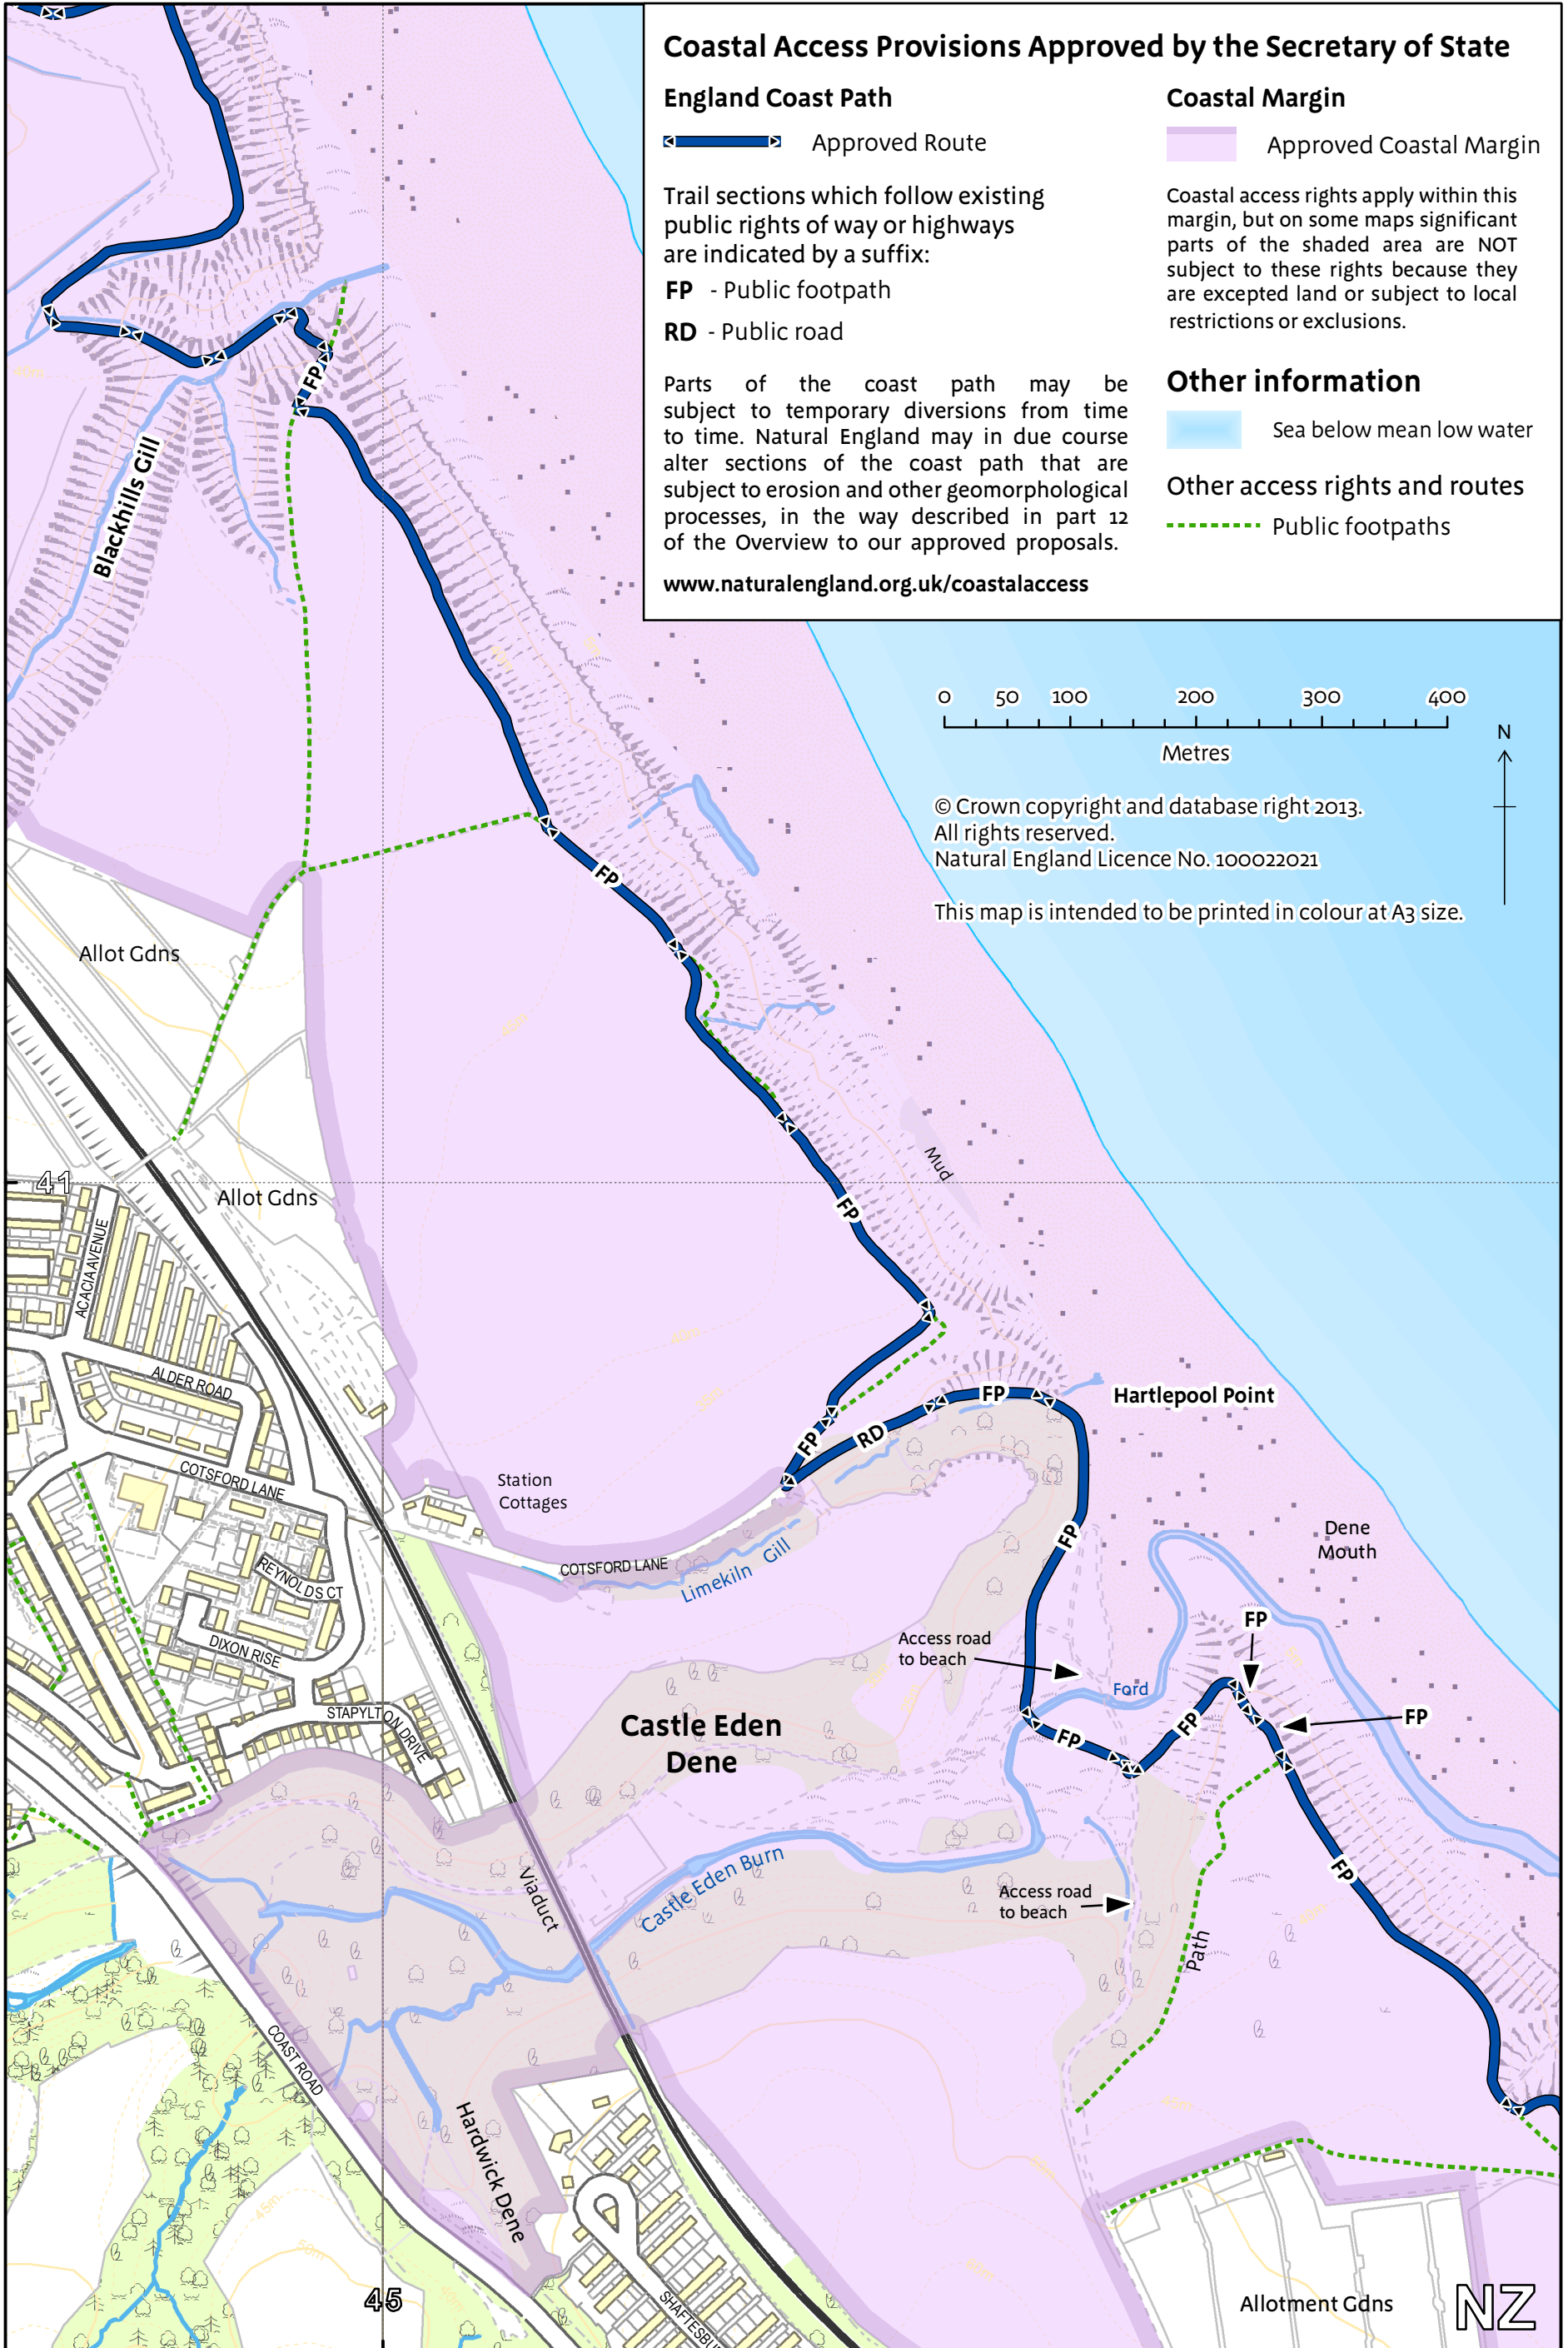 Coastal Access Provisions Approved by the Secretary of State
England Coast Path
Approved Route
Trail sections which follow existing
public rights of way or highways
are indicated by a suffix:
FP - Public footpath
RD - Public road
Parts of the coast path may be
subject to temporary diversions from time
to time. Natural England may in due course
alter sections of the coast path that are
subject to erosion and other geomorphological
processes, in the way described in part 12
of the Overview to our approved proposals.
www.naturalengland.org.uk/coastalaccess
Coastal Margin
Approved Coastal Margin
Coastal access rights apply within this
margin, but on some maps significant
parts of the shaded area are NOT
subject to these rights because they
are excepted land or subject to local
restrictions or exclusions.
Other information
Sea below mean low water
Other access rights and routes
Public footpaths
0 50 100 200 300 400
Metres
N
© Crown copyright and database right 2013.
All rights reserved.
Natural England Licence No. 100022021
This map is intended to be printed in colour at A3 size.
FP
Blackhills Gill
FP
Allot Gdns
Mud
41
Allot Gdns
FP
ACACIA AVENUE
ALDER ROAD
Hartlepool Point
FP
RD
FP
COTSFORD LANE
Station
Cottages
COTSFORD LANE
Limekiln Gill
FP
Dene
Mouth
REYNOLDS CT
DIXON RISE
FP
Access road
to beach
Ford
STAPYLTON DRIVE
Castle Eden
Dene
FP
FP
FP
FP
Castle Eden Burn
Viaduct
Access road
to beach
Path
COAST ROAD
Hardwick Dene
45m
50m
45
SHAFTESBU
Allotment Gdns
NZ